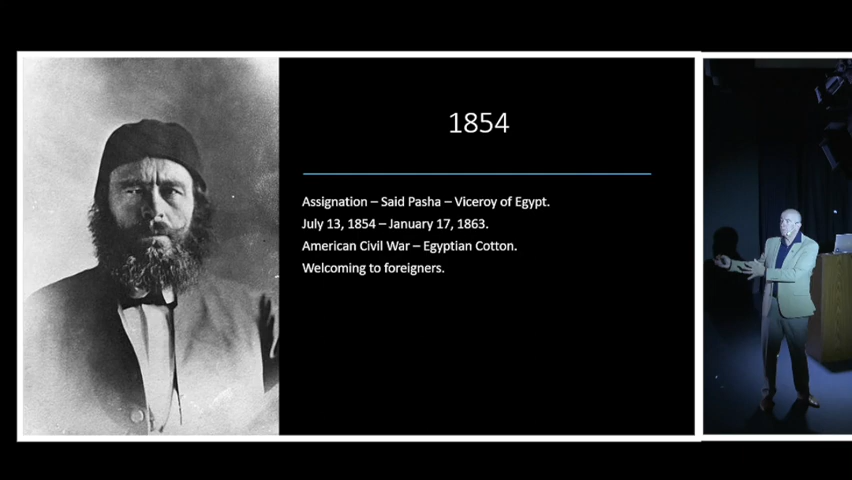 1854
Assignation – Said Pasha – Viceroy of Egypt.
July 13, 1854 – January 17, 1863.
American Civil War – Egyptian Cotton.
Welcoming to foreigners.